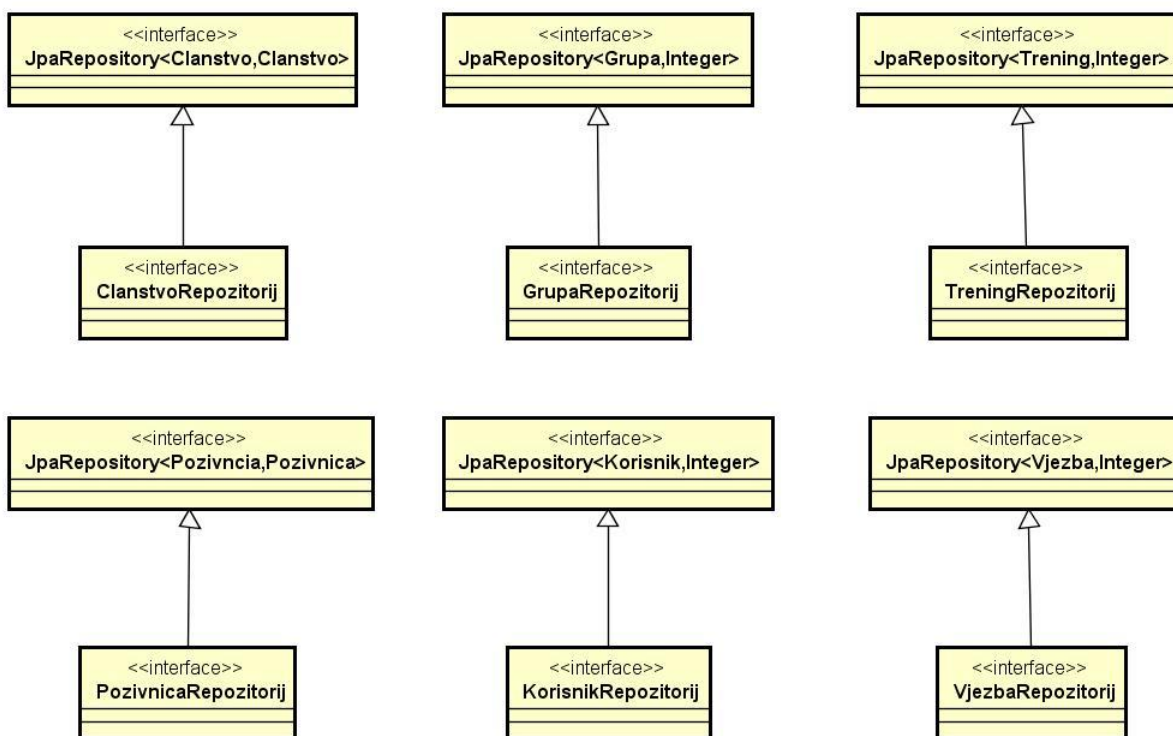 <<interface>>
JpaRepository<Clanstvo,Clanstvo>
<<interface>>
JpaRepository<Grupa,Integer>
<<interface>>
JpaRepository<Trening,Integer>
<<interface>>
ClanstvoRepozitorij
<<interface>>
GrupaRepozitorij
<<interface>>
TreningRepozitorij
<<interface>>
JpaRepository<Pozivncia,Pozivnica>
<<interface>>
JpaRepository<Korisnik,Integer>
<<interface>>
JpaRepository<Vjezba,Integer>
<<interface>>
PozivnicaRepozitorij
<<interface>>
KorisnikRepozitorij
<<interface>>
VjezbaRepozitorij